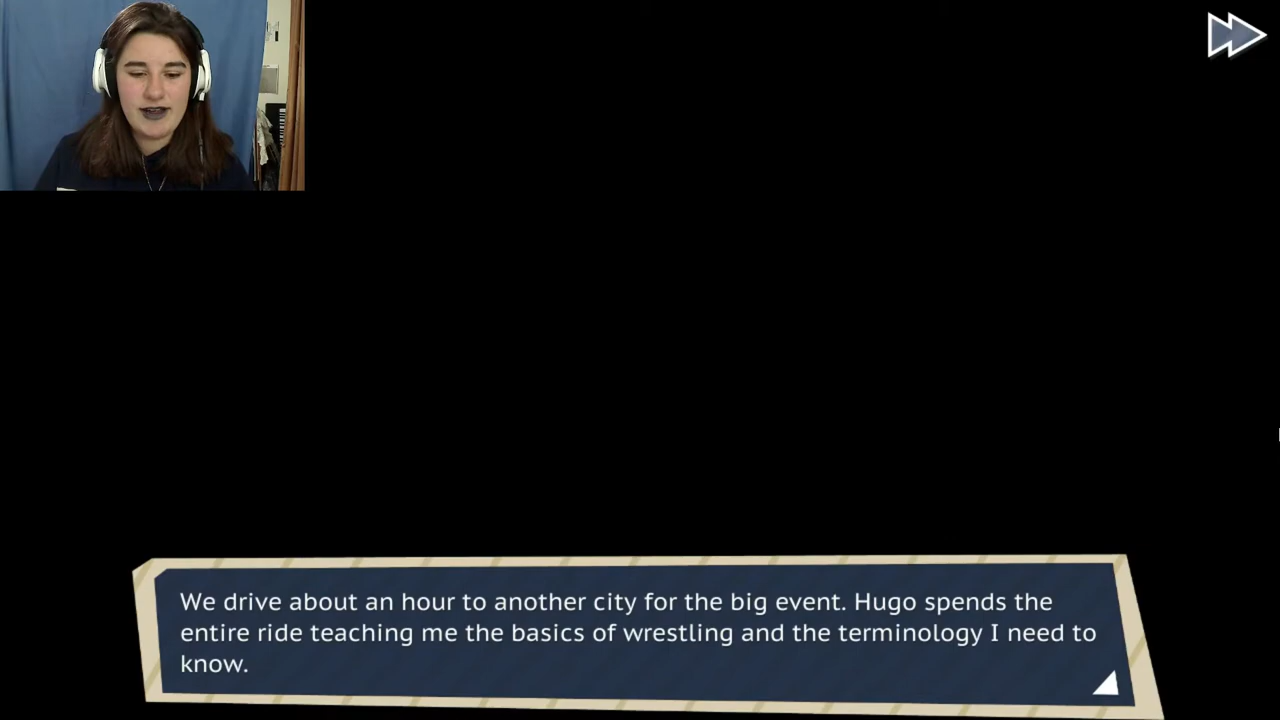 We drive about an hour to another city for the big event. Hugo spends the
entire ride teaching me the basics of wrestling and the terminology I need to
know.